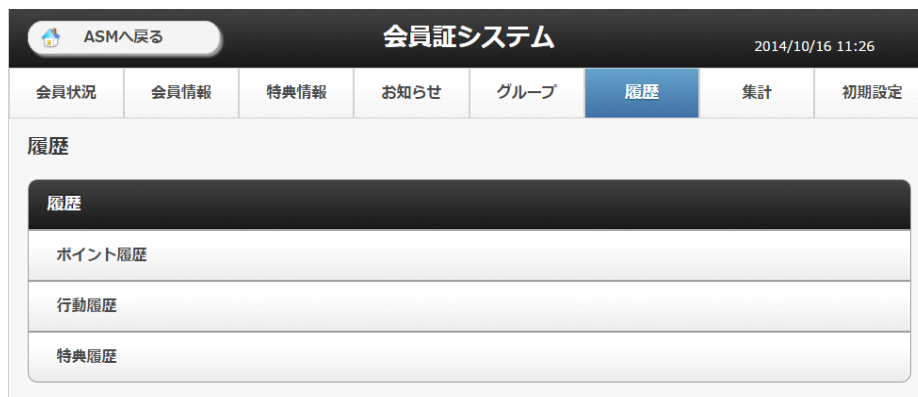 ASMへ戻る 会員証システム 2014/10/16 11:26
会員状況 会員情報 特典情報 お知らせ グループ 履歴 集計 初期設定
履歴
履歴
ポイント履歴
行動履歴
特典履歴